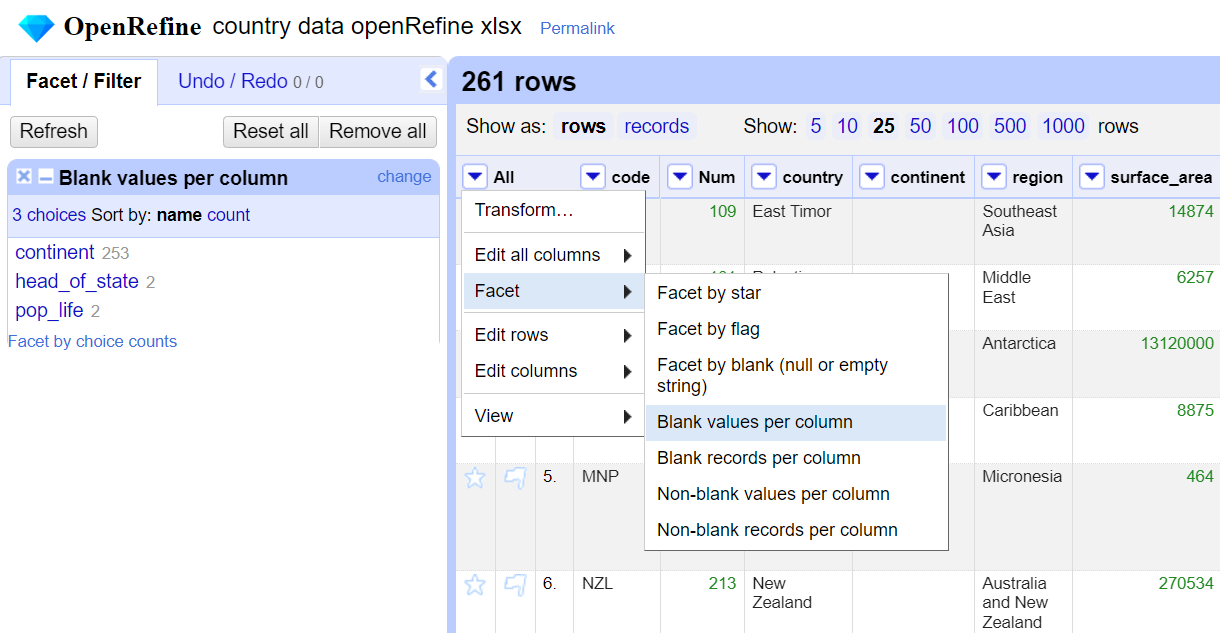 OpenRefine country data openRefine xlsx Permalink
Facet / Filter Undo / Redo 0 / 0
Refresh Reset all Remove all
Blank values per column change
3 choices Sort by: name count
continent 253
head_of_state 2
pop_life 2
Facet by choice counts
261 rows
Show as: rows records Show: 5 10 25 50 100 500 1000 rows
All code Num country continent region surface_area
Transform…
Edit all columns
Facet
Edit rows
Edit columns
View
Facet by star
Facet by flag
Facet by blank (null or empty
string)
Blank values per column
Blank records per column
Non-blank values per column
Non-blank records per column
109 East Timor Southeast 14874
Asia
Middle 6257
East
Antarctica 13120000
Caribbean 8875
5. MNP Micronesia 464
6. NZL 213 New Australia 270534
Zealand and New
Zealand